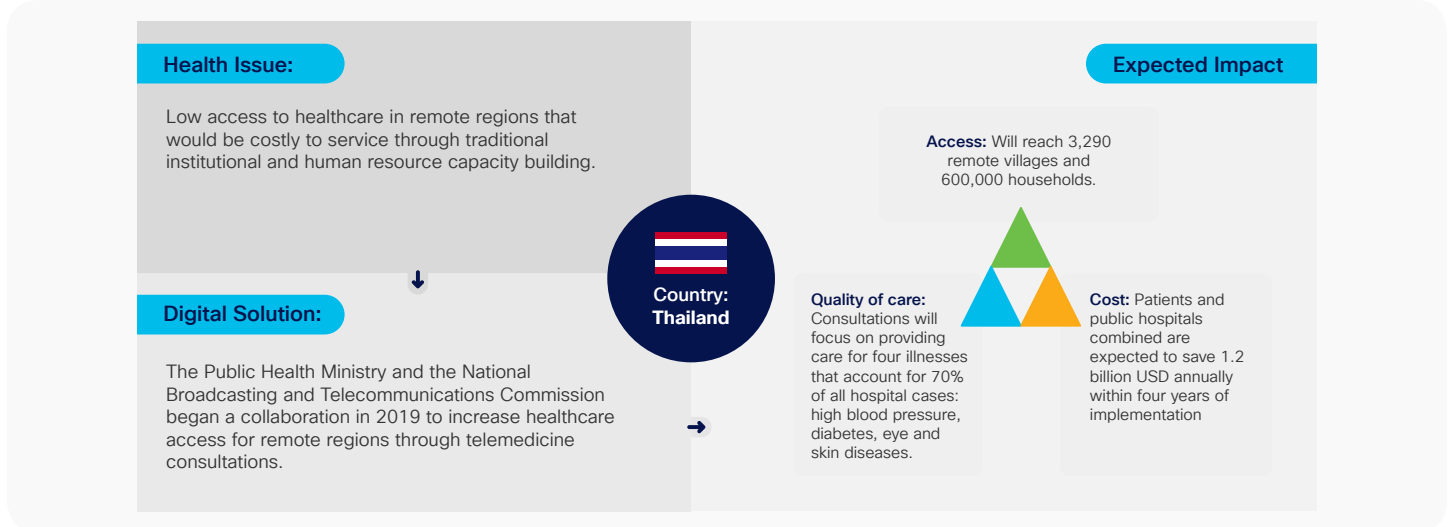 Health Issue:
Low access to healthcare in remote regions that
would be costly to service through traditional
institutional and human resource capacity building.
Digital Solution:
The Public Health Ministry and the National
Broadcasting and Telecommunications Commission
began a collaboration in 2019 to increase healthcare
access for remote regions through telemedicine
consultations.
Country:
Thailand
Expected Impact
Access: Will reach 3,290
remote villages and
600,000 households.
Quality of care:
Consultations will
focus on providing
care for four illnesses
that account for 70%
of all hospital cases:
high blood pressure,
diabetes, eye and
skin diseases.
Cost: Patients and
public hospitals
combined are
expected to save 1.2
billion USD annually
within four years of
implementation